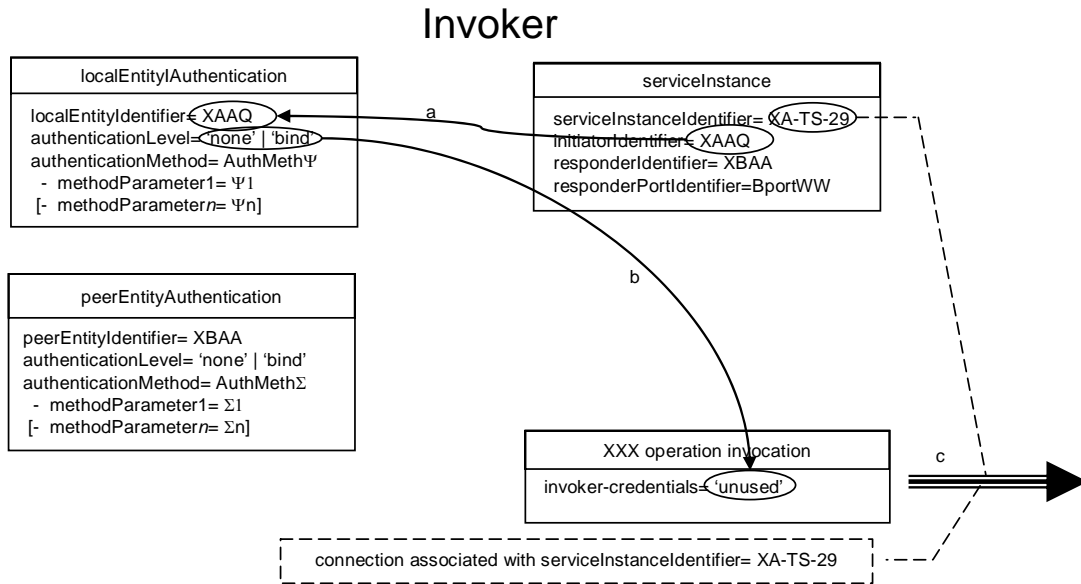 Invoker
localEntityIAuthentication
localEntityIdentifier= XAAQ
authenticationLevel= 'none' | 'bind'
authenticationMethod= AuthMethΨ
- methodParameter1= Ψ1
[- methodParametern= Ψn]
serviceInstance
serviceInstanceIdentifier= XA-TS-29
initiatorIdentifier= XAAQ
responderIdentifier= XBAA
responderPortIdentifier=BportWW
a
b
peerEntityAuthentication
peerEntityIdentifier= XBAA
authenticationLevel= 'none' | 'bind'
authenticationMethod= AuthMethΣ
- methodParameter1= Σ1
[- methodParametern= Σn]
XXX operation invocation
invoker-credentials= 'unused'
c
connection associated with serviceInstanceIdentifier= XA-TS-29